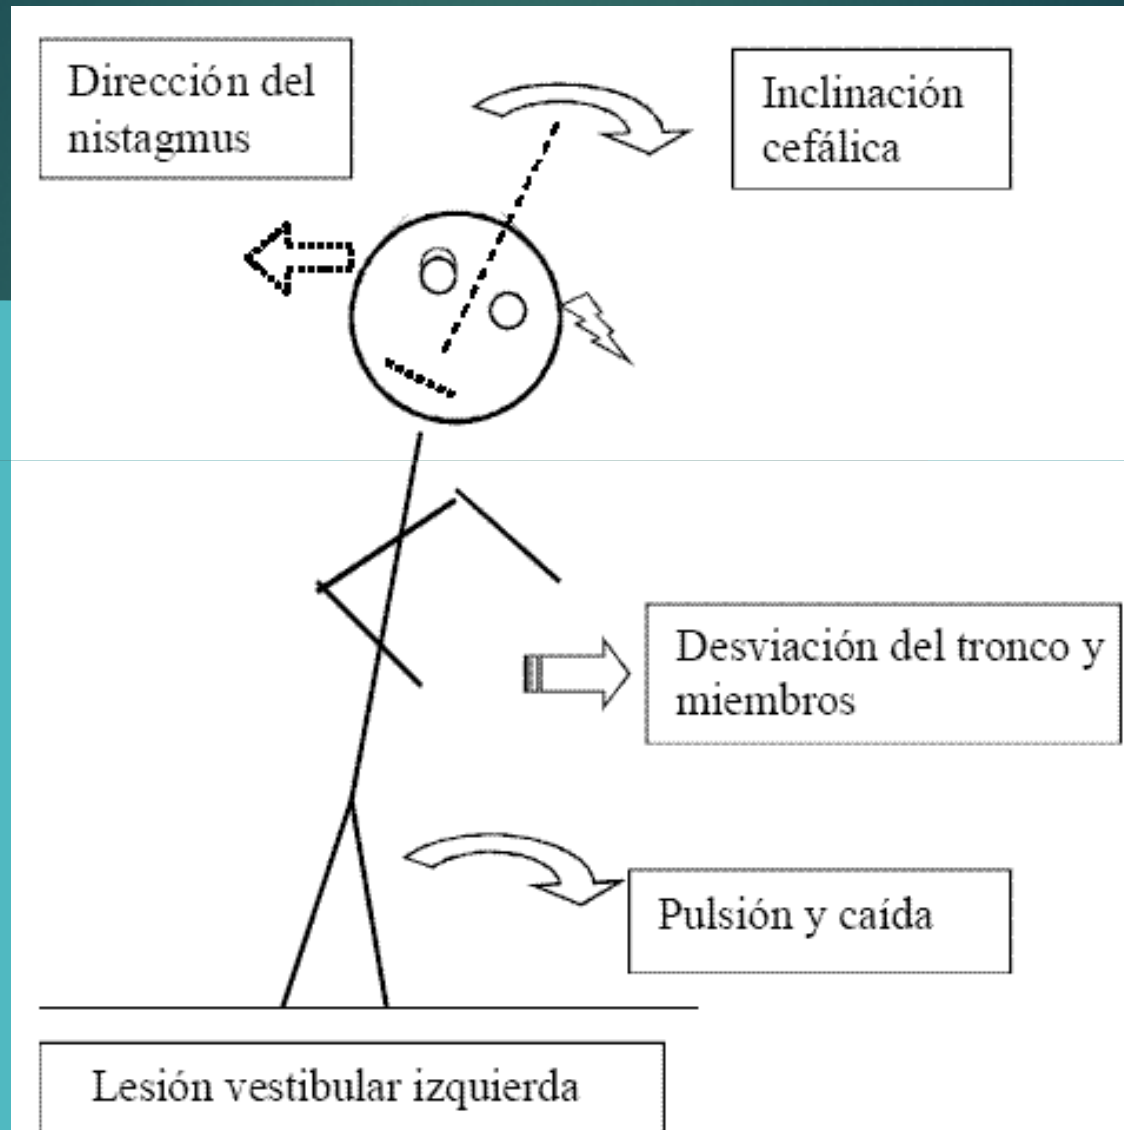 Dirección del
nistagmus
Inclinación
cefálica
Desviación del tronco y
miembros
Pulsión y caída
Lesión vestibular izquierda